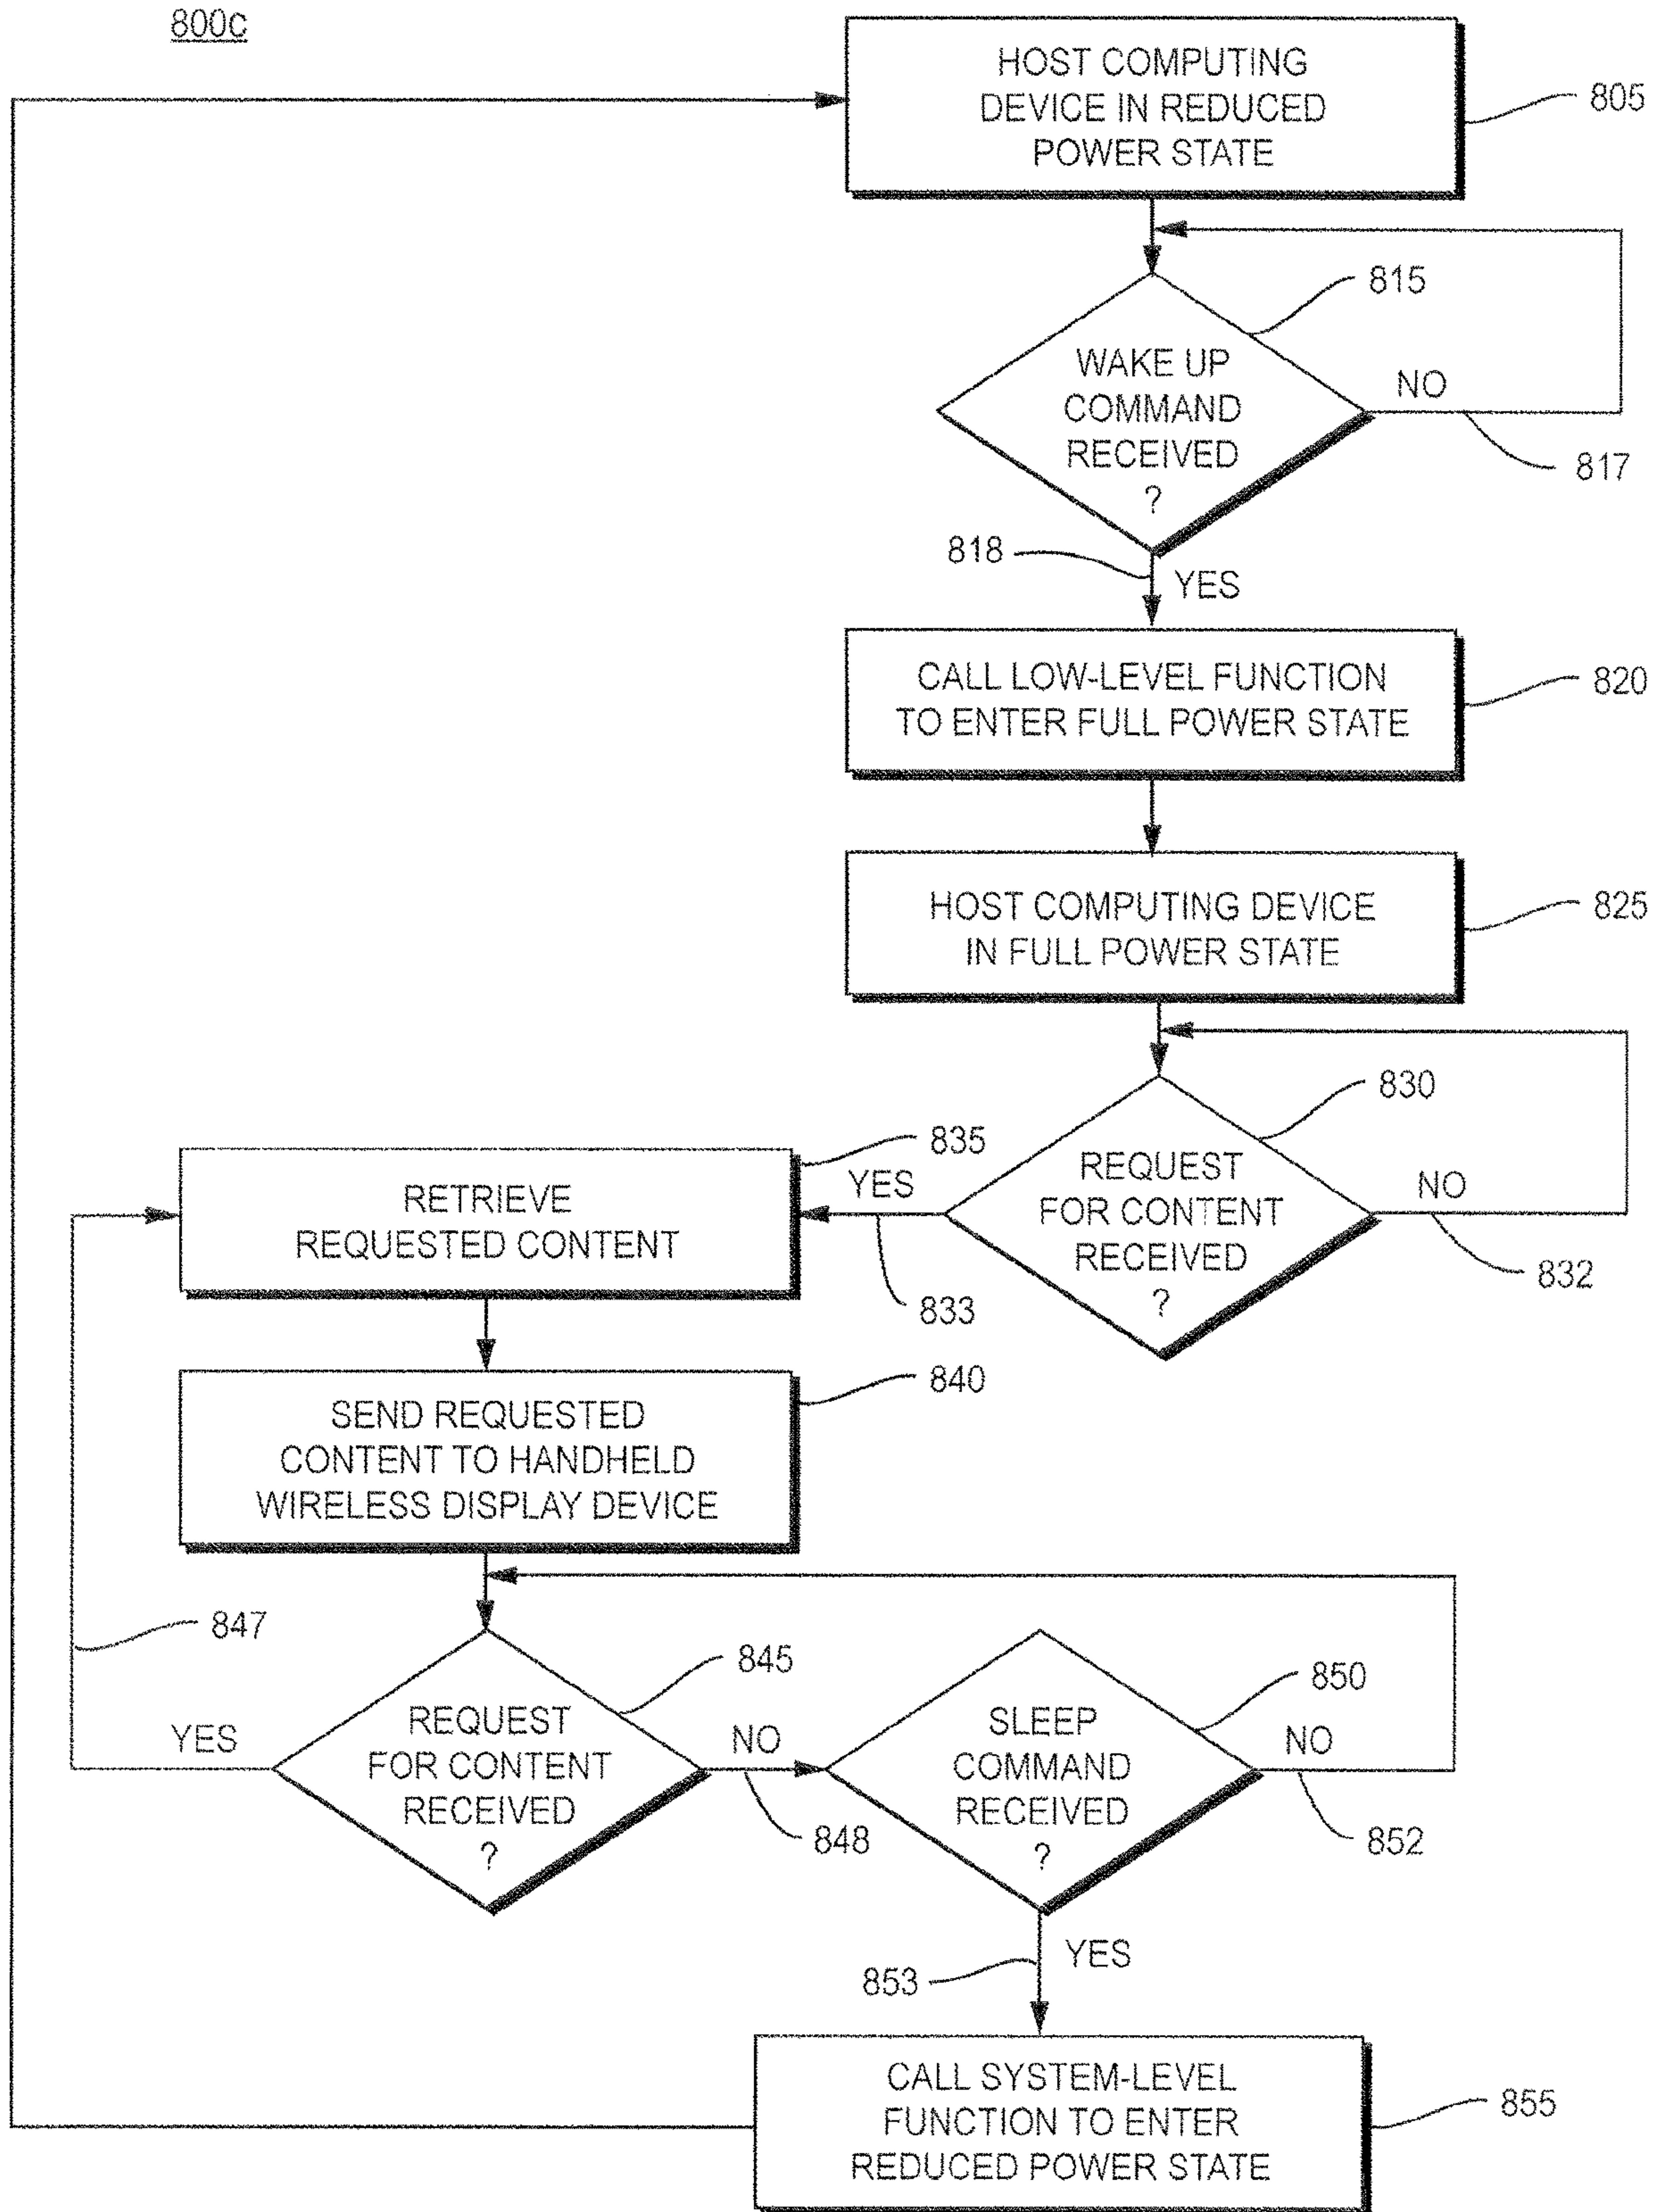 800c
HOST COMPUTING
DEVICE IN REDUCED
POWER STATE
805
815
WAKE UP
COMMAND
RECEIVED
?
NO
817
818
YES
CALL LOW-LEVEL FUNCTION
TO ENTER FULL POWER STATE
820
HOST COMPUTING DEVICE
IN FULL POWER STATE
825
830
REQUEST
FOR CONTENT
RECEIVED
?
NO
832
YES
833
835
RETRIEVE
REQUESTED CONTENT
840
SEND REQUESTED
CONTENT TO HANDHELD
WIRELESS DISPLAY DEVICE
847
845
REQUEST
FOR CONTENT
RECEIVED
?
YES
NO
848
850
SLEEP
COMMAND
RECEIVED
?
NO
852
853
YES
CALL SYSTEM-LEVEL
FUNCTION TO ENTER
REDUCED POWER STATE
855